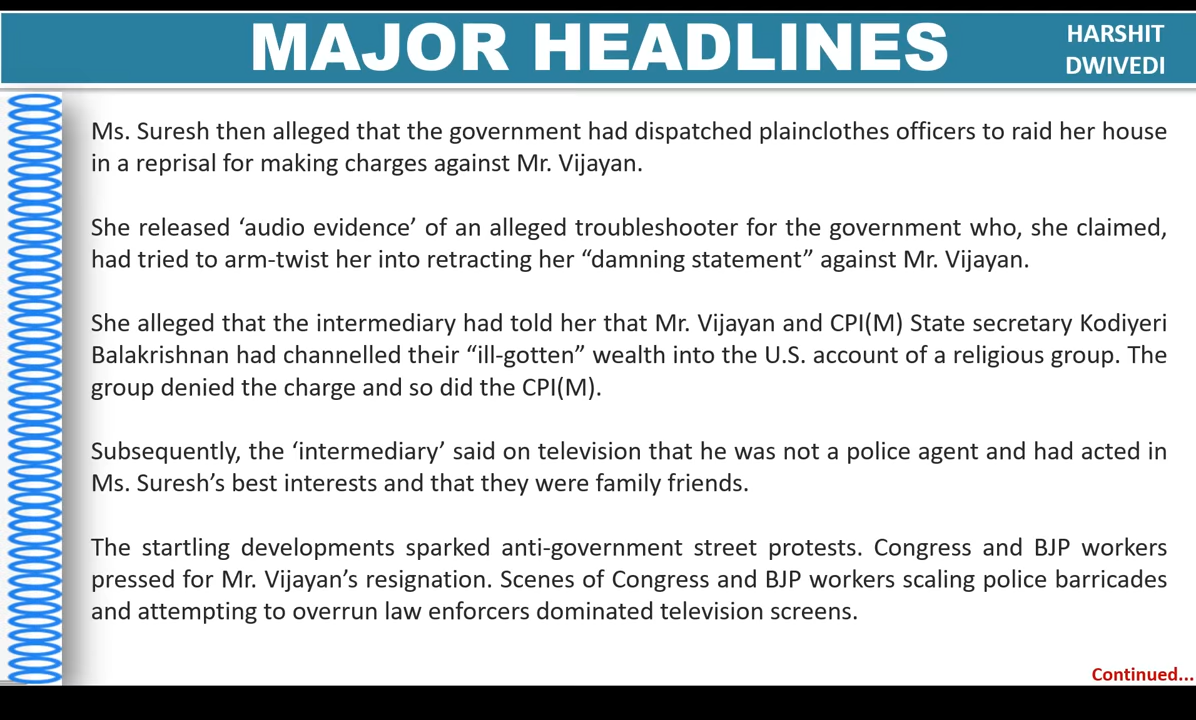 MAJOR HEADLINES
HARSHIT
DWIVEDI
Ms. Suresh then alleged that the government had dispatched plainclothes officers to raid her house
in a reprisal for making charges against Mr. Vijayan.
She released ‘audio evidence’ of an alleged troubleshooter for the government who, she claimed,
had tried to arm-twist her into retracting her “damning statement” against Mr. Vijayan.
She alleged that the intermediary had told her that Mr. Vijayan and CPI(M) State secretary Kodiyeri
Balakrishnan had channelled their “ill-gotten” wealth into the U.S. account of a religious group. The
group denied the charge and so did the CPI(M).
Subsequently, the ‘intermediary’ said on television that he was not a police agent and had acted in
Ms. Suresh’s best interests and that they were family friends.
The startling developments sparked anti-government street protests. Congress and BJP workers
pressed for Mr. Vijayan’s resignation. Scenes of Congress and BJP workers scaling police barricades
and attempting to overrun law enforcers dominated television screens.
Continued...